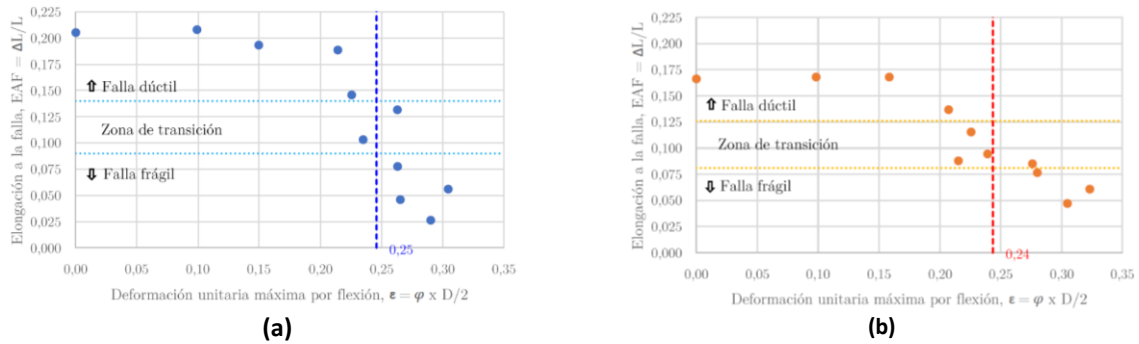 Elongación a la falla, EAF = ΔL/L
0,225
0,200
0,175
0,150
0,125
0,100
0,075
0,050
0,025
0,000
⇧ Falla dúctil
Zona de transición
⇩ Falla frágil
0,25
0,00 0,05 0,10 0,15 0,20 0,25 0,30 0,35
Deformación unitaria máxima por flexión, ε = φ x D/2
(a)
Elongación a la falla, EAF = ΔL/L
0,225
0,200
0,175
0,150
0,125
0,100
0,075
0,050
0,025
0,000
⇧ Falla dúctil
Zona de transición
⇩ Falla frágil
0,24
0,00 0,05 0,10 0,15 0,20 0,25 0,30 0,35
Deformación unitaria máxima por flexión, ε = φ x D/2
(b)